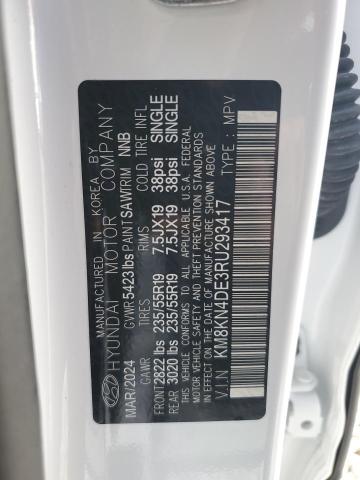 MANUFACTURED IN KOREA BY
HYUNDAI MOTOR COMPANY
MAR/2024 GVWR 5423 lbs PAINT SAW TRIM NNB
GAWR TIRES RIMS COLD TIRE INFL
FRONT 2822 lbs 235/55R19 7.5JX19 38psi SINGLE
REAR 3020 lbs 235/55R19 7.5JX19 38psi SINGLE
THIS VEHICLE CONFORMS TO ALL APPLICABLE U.S.A. FEDERAL
MOTOR VEHICLE SAFETY AND THEFT PREVENTION STANDARDS
IN EFFECT ON THE DATE OF MANUFACTURE SHOWN ABOVE
V.I.N : KM8KN4DE3RU293417 TYPE : MPV